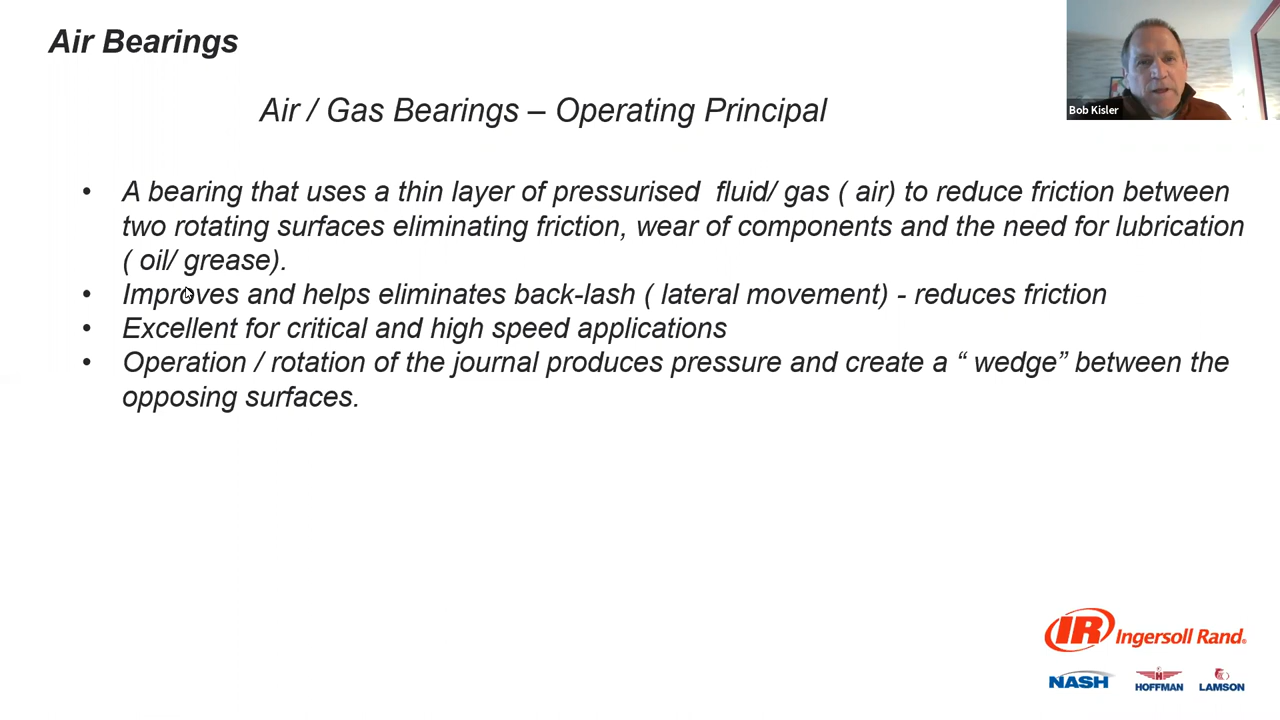 Air Bearings
Bob Kisler
Air / Gas Bearings – Operating Principal
• A bearing that uses a thin layer of pressurised fluid/ gas ( air) to reduce friction between
two rotating surfaces eliminating friction, wear of components and the need for lubrication
( oil/ grease).
• Improves and helps eliminates back-lash ( lateral movement) - reduces friction
• Excellent for critical and high speed applications
• Operation / rotation of the journal produces pressure and create a “ wedge” between the
opposing surfaces.
IR Ingersoll Rand®
NASH HOFFMAN LAMSON